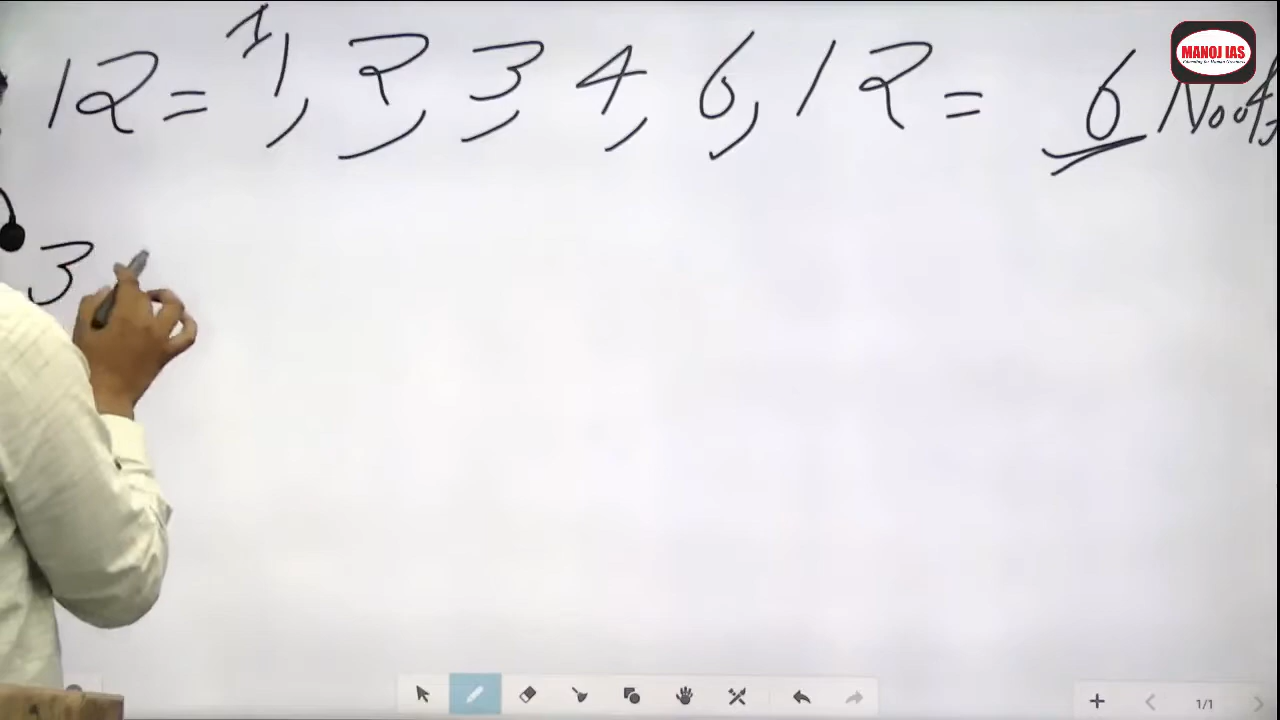 MANOJ IAS
12 = 1, 2, 3, 4, 6, 12 = 6 No of
3
1/1